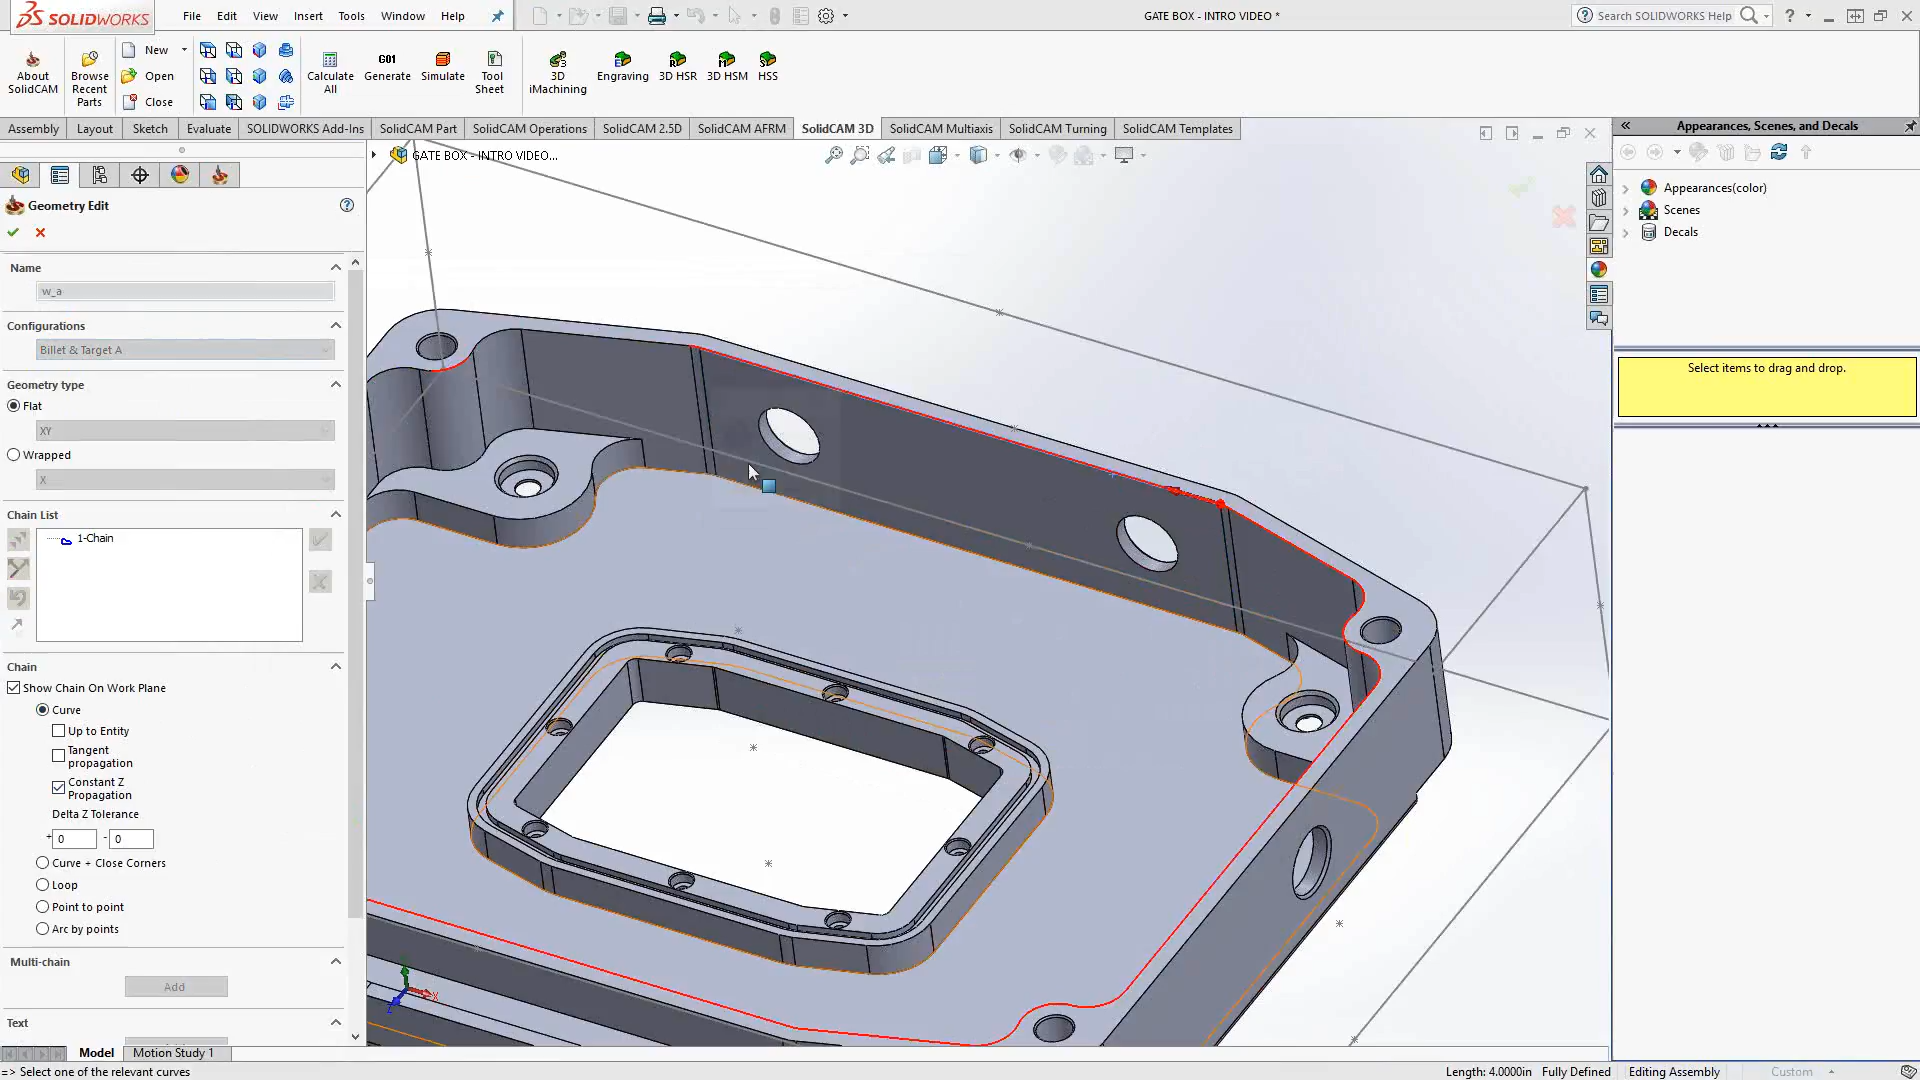 SOLIDWORKS
File Edit View Insert Tools Window Help
GATE BOX - INTRO VIDEO *
Search SOLIDWORKS Help
About SolidCAM
Browse Recent Parts
New
Open
Close
Calculate All
G01
Generate
Simulate
Tool Sheet
3D iMachining
Engraving
3D HSR
3D HSM
HSS
Assembly Layout Sketch Evaluate SOLIDWORKS Add-Ins SolidCAM Part SolidCAM Operations SolidCAM 2.5D SolidCAM AFRM SolidCAM 3D SolidCAM Multiaxis SolidCAM Turning SolidCAM Templates
GATE BOX - INTRO VIDEO...
Appearances, Scenes, and Decals
Appearances(color)
Scenes
Decals
Select items to drag and drop.
Geometry Edit
Name
w_a
Configurations
Billet & Target A
Geometry type
Flat
XY
Wrapped
X
Chain List
1-Chain
Chain
Show Chain On Work Plane
Curve
Up to Entity
Tangent propagation
Constant Z Propagation
Delta Z Tolerance
+ 0 - 0
Curve + Close Corners
Loop
Point to point
Arc by points
Multi-chain
Add
Text
X
Z
Model Motion Study 1
=> Select one of the relevant curves
Length: 4.0000in Fully Defined Editing Assembly Custom